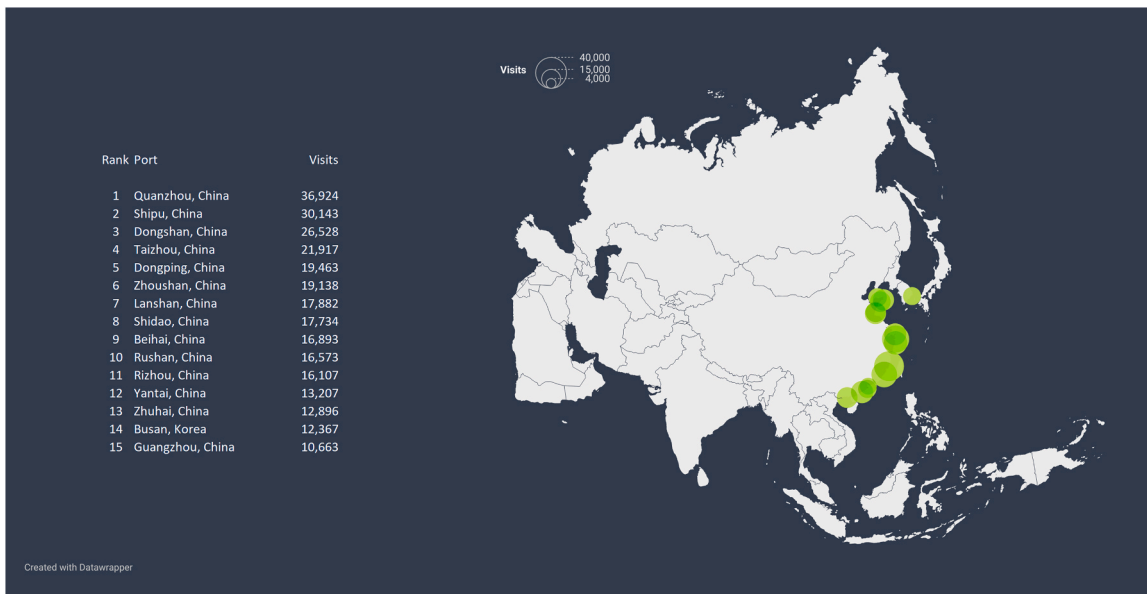 Visits
40,000
15,000
4,000
Rank Port Visits
1 Quanzhou, China 36,924
2 Shipu, China 30,143
3 Dongshan, China 26,528
4 Taizhou, China 21,917
5 Dongping, China 19,463
6 Zhoushan, China 19,138
7 Lanshan, China 17,882
8 Shidao, China 17,734
9 Beihai, China 16,893
10 Rushan, China 16,573
11 Rizhou, China 16,107
12 Yantai, China 13,207
13 Zhuhai, China 12,896
14 Busan, Korea 12,367
15 Guangzhou, China 10,663
Created with Datawrapper